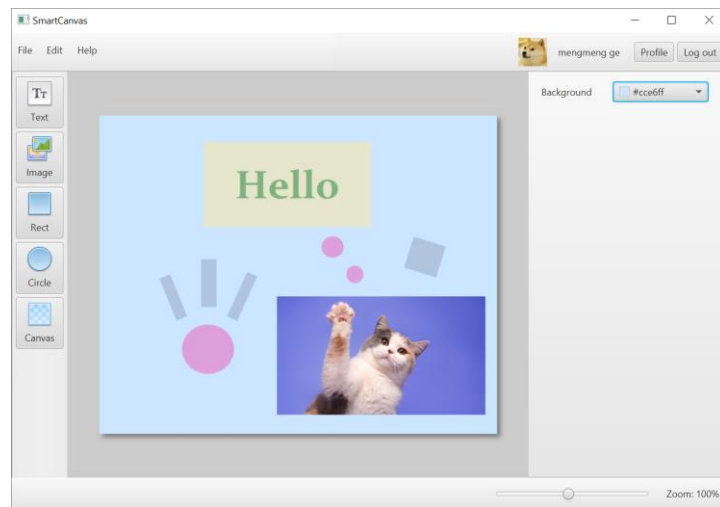 SmartCanvas
File Edit Help
mengmeng ge
Profile
Log out
TT
Text
Image
Rect
Circle
Canvas
Hello
Background
#cce6ff
Zoom: 100%